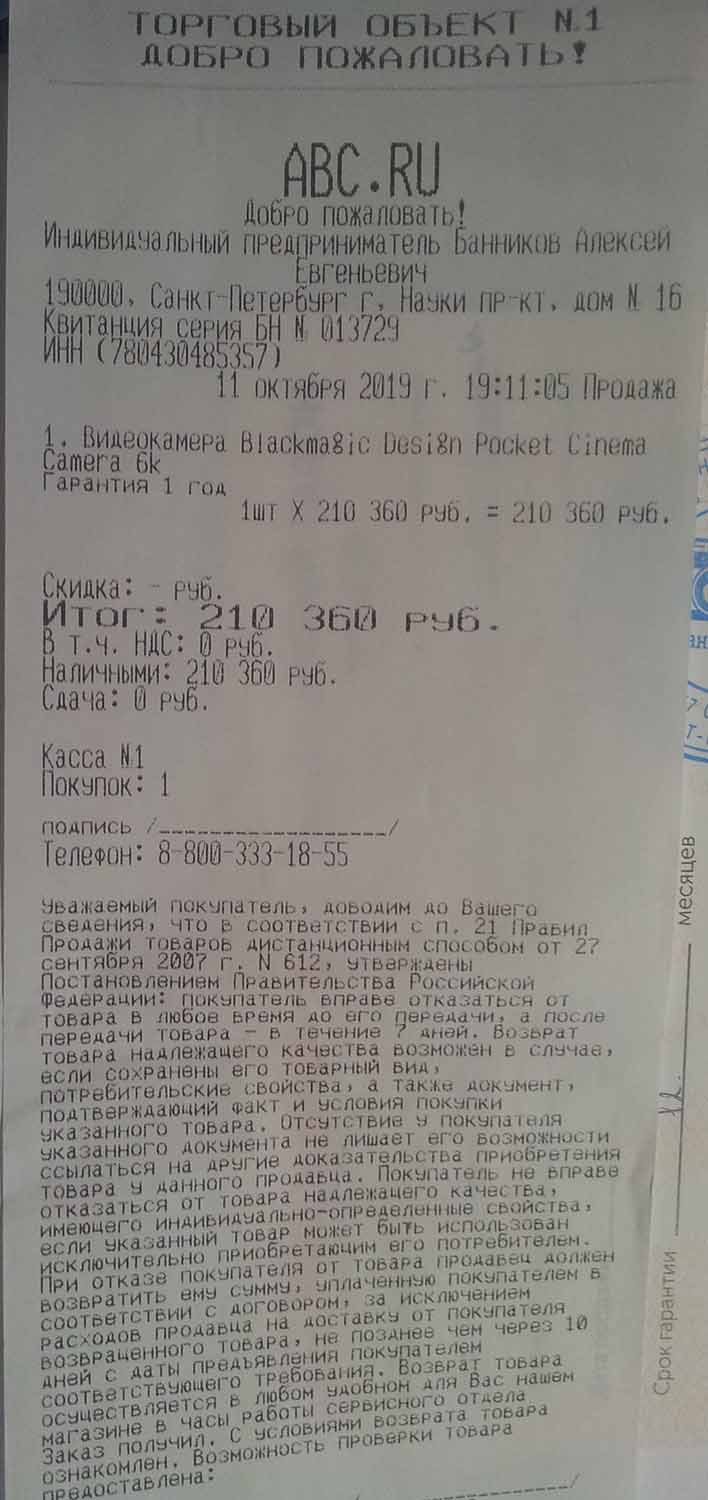 ТОРГОВЫЙ ОБЪЕКТ №1
ДОБРО ПОЖАЛОВАТЬ!
ABC.RU
Добро пожаловать!
Индивидуальный предприниматель Банников Алексей
Евгеньевич
190000, Санкт-Петербург г, Науки пр-кт, дом № 16
Квитанция серия БН № 013729
ИНН (780430485357)
11 октября 2019 г. 19:11:05 Продажа
1. Видеокамера Blackmagic Design Pocket Cinema
Camera 6k
Гарантия 1 год
1шт X 210 360 руб. = 210 360 руб.
Скидка: - руб.
Итог: 210 360 руб.
В т.ч. НДС: 0 руб.
Наличными: 210 360 руб.
Сдача: 0 руб.
Касса №1
Покупок: 1
подпись /__________________/
Телефон: 8-800-333-18-55
Уважаемый покупатель, доводим до Вашего
сведения, что в соответствии с п. 21 Правил
Продажи товаров дистанционным способом от 27
сентября 2007 г. N 612, утверждены
Постановлением Правительства Российской
Федерации: покупатель вправе отказаться от
товара в любое время до его передачи, а после
передачи товара - в течение 7 дней. Возврат
товара надлежащего качества возможен в случае,
если сохранены его товарный вид,
потребительские свойства, а также документ,
подтверждающий факт и условия покупки
указанного товара. Отсутствие у покупателя
указанного документа не лишает его возможности
ссылаться на другие доказательства приобретения
товара у данного продавца. Покупатель не вправе
отказаться от товара надлежащего качества,
имеющего индивидуально-определенные свойства,
если указанный товар может быть использован
исключительно приобретающим его потребителем.
При отказе покупателя от товара продавец должен
возвратить ему сумму, уплаченную покупателем в
соответствии с договором, за исключением
расходов продавца на доставку от покупателя
возвращенного товара, не позднее чем через 10
дней с даты предъявления покупателем
соответствующего требования. Возврат товара
осуществляется в любом удобном для Вас нашем
магазине в часы работы сервисного отдела
Заказ получил. С условиями возврата товара
ознакомлен. Возможность проверки товара
предоставлена:
Срок гарантии
месяцев